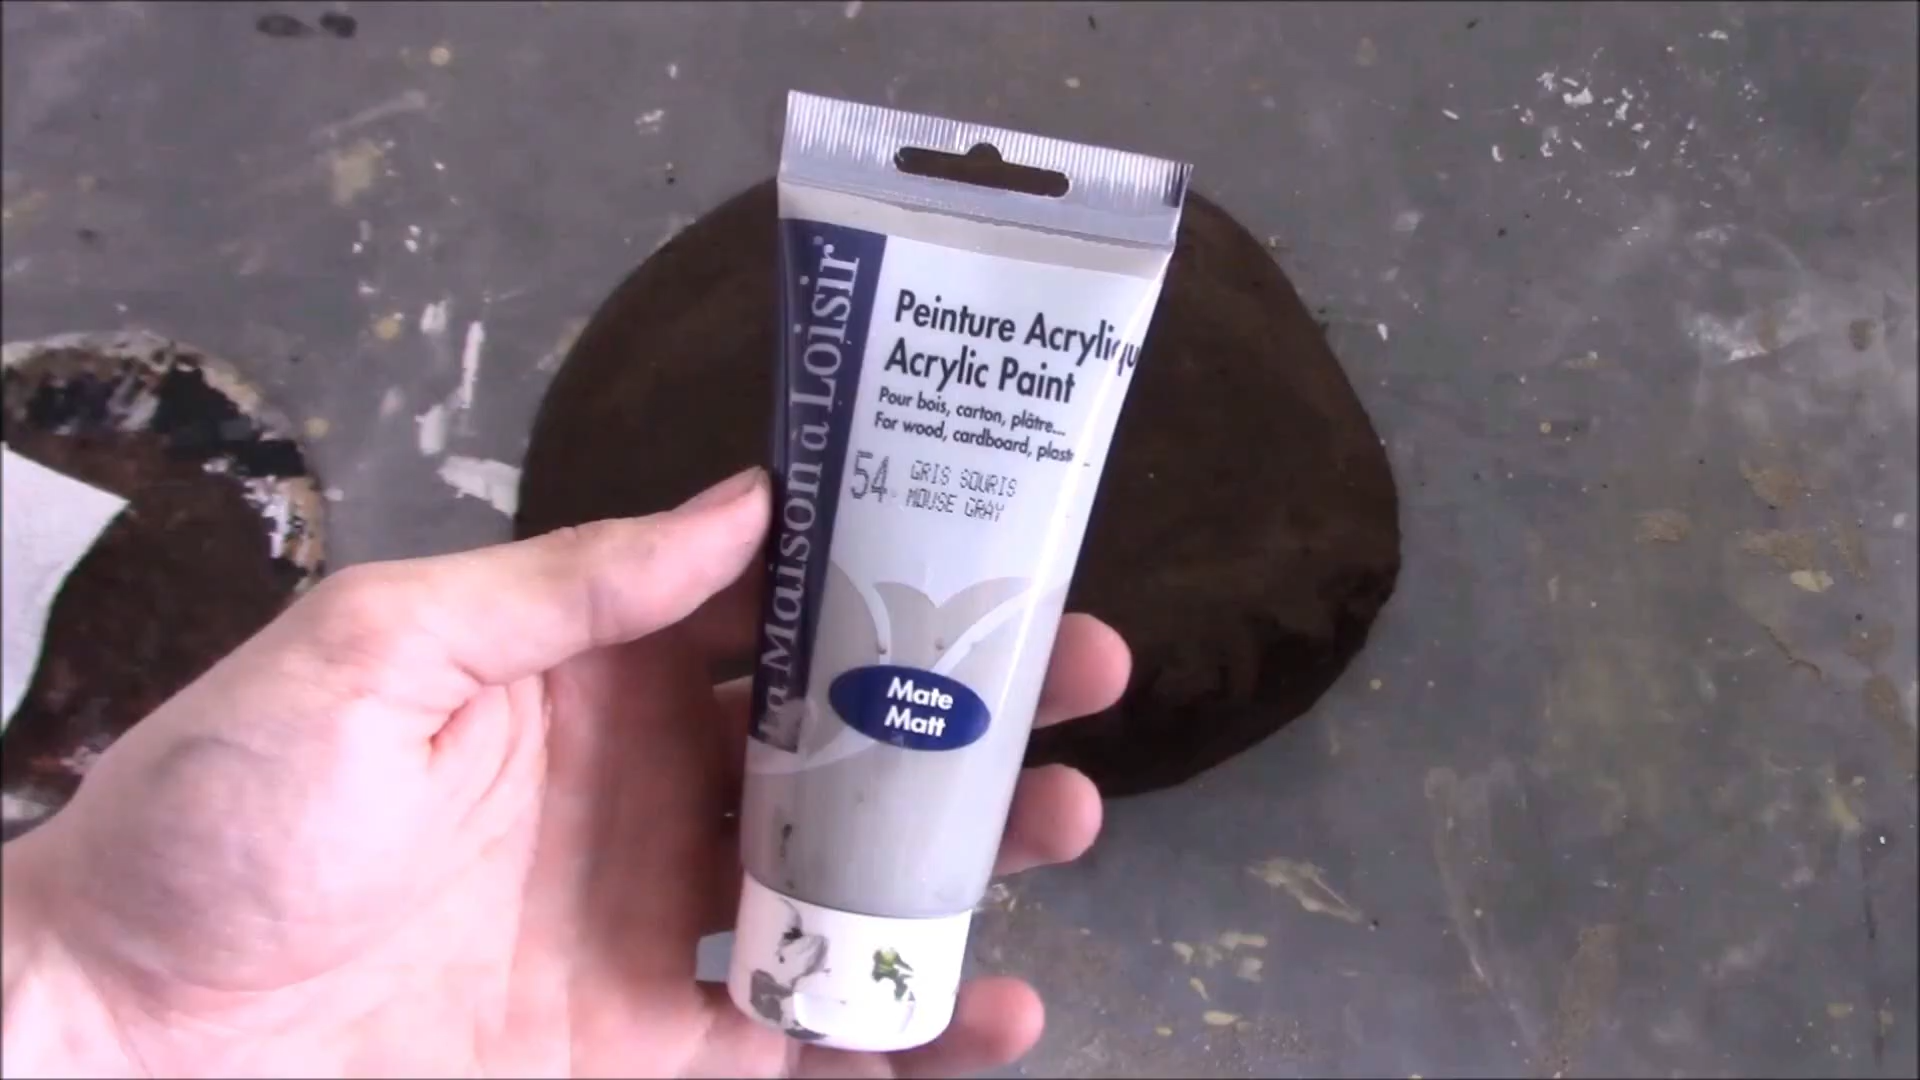 La Maison à Loisir
Peinture Acryliqu
Acrylic Paint
Pour bois, carton, plâtre...
For wood, cardboard, plast
54 GRIS SOURIS
MOUSE GRAY
Mate
Matt